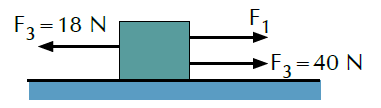 F₃ = 18 N
F₁
F₃ = 40 N